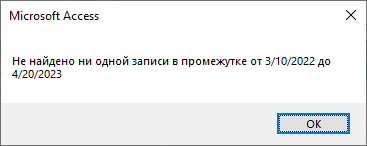 Microsoft Access
Не найдено ни одной записи в промежутке от 3/10/2022 до
4/20/2023
OK